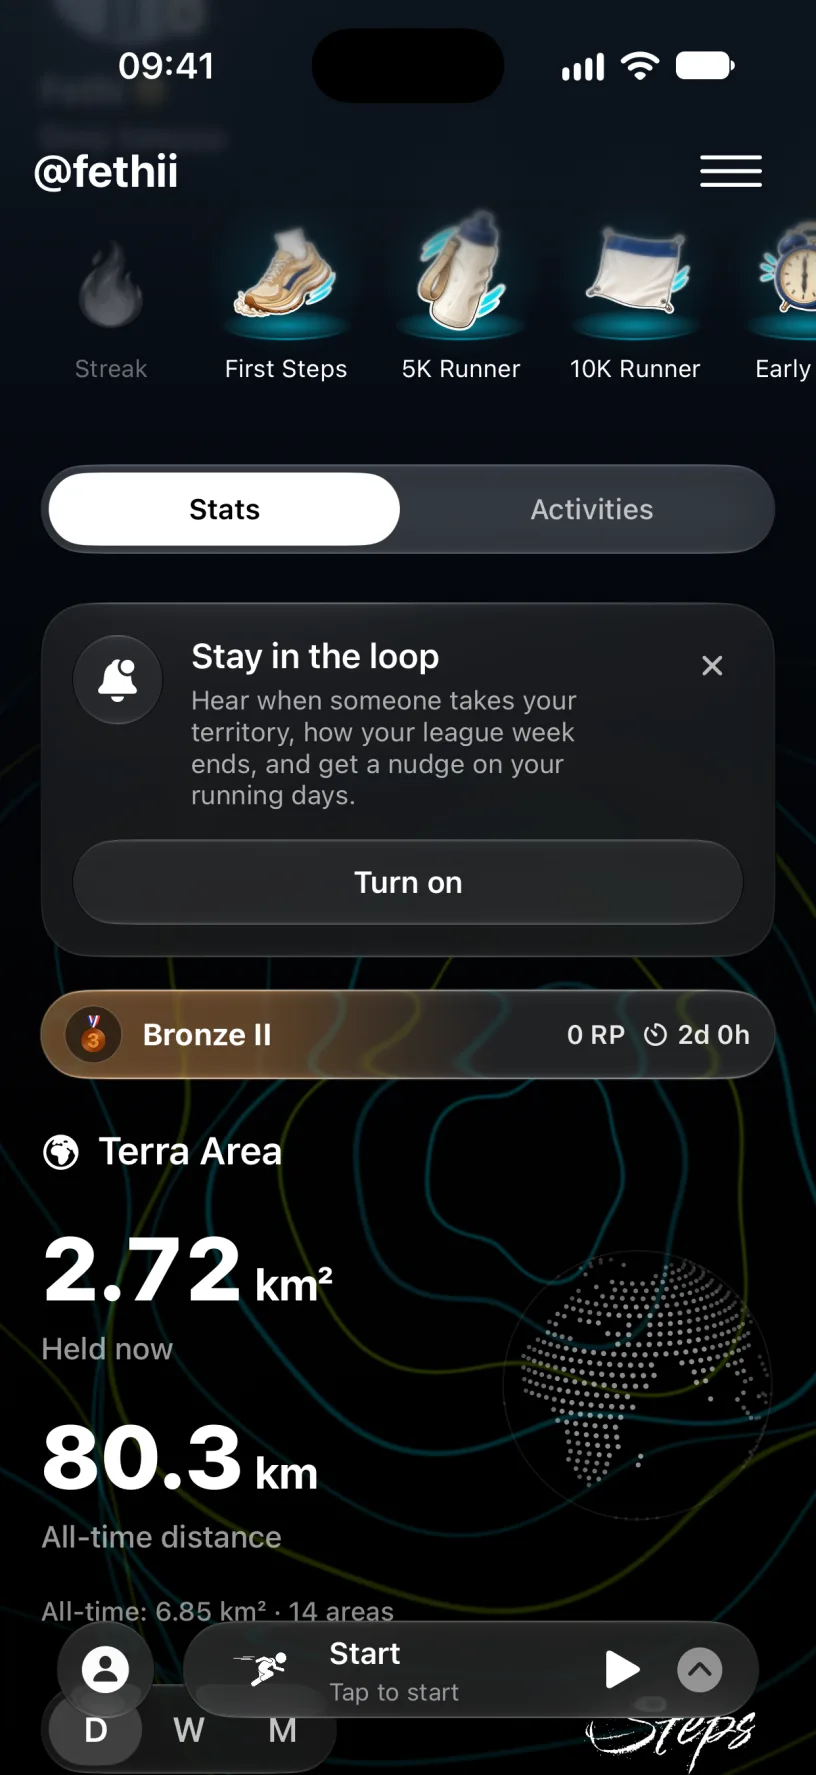 09:41
@fethii
Streak
First Steps
5K Runner
10K Runner
Early
Stats
Activities
Stay in the loop
Hear when someone takes your
territory, how your league week
ends, and get a nudge on your
running days.
Turn on
3
Bronze II
0 RP
2d 0h
Terra Area
2.72 km²
Held now
80.3 km
All-time distance
All-time: 6.85 km² · 14 areas
Start
Tap to start
D
W
M
Steps